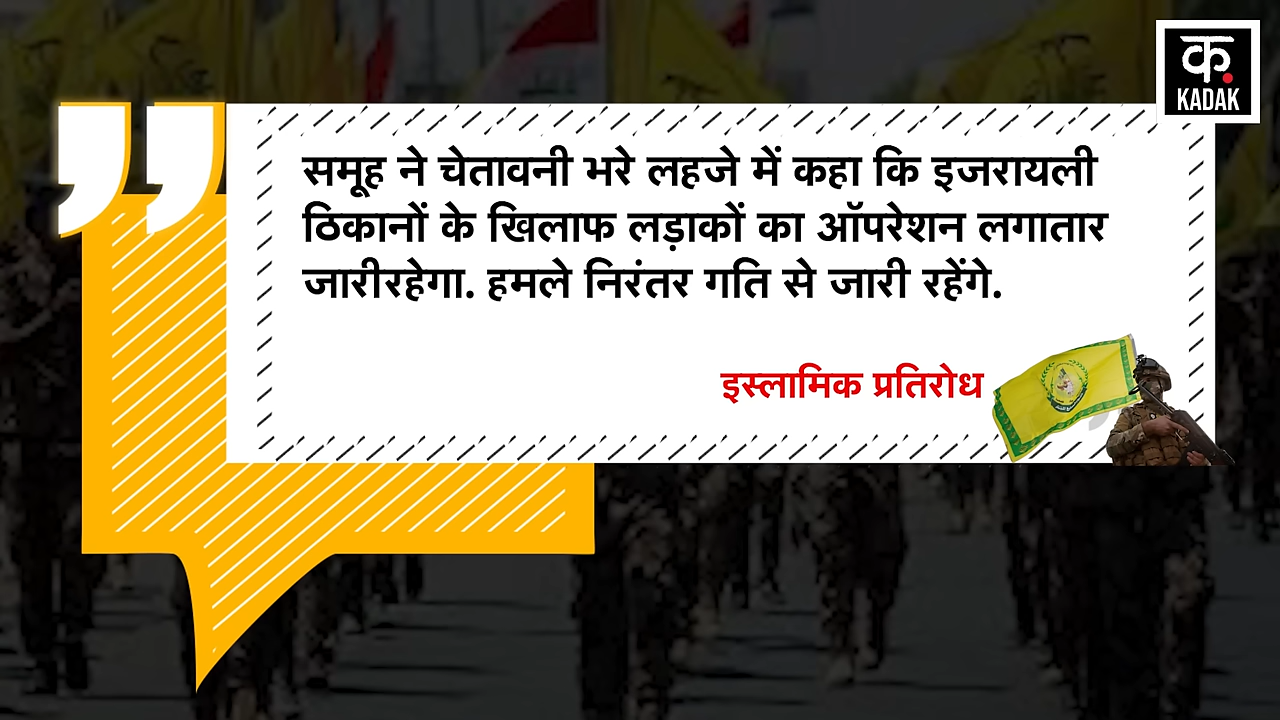 क
KADAK
समूह ने चेतावनी भरे लहजे में कहा कि इजरायली
ठिकानों के खिलाफ लड़ाकों का ऑपरेशन लगातार
जारीरहेगा. हमले निरंतर गति से जारी रहेंगे.
इस्लामिक प्रतिरोध